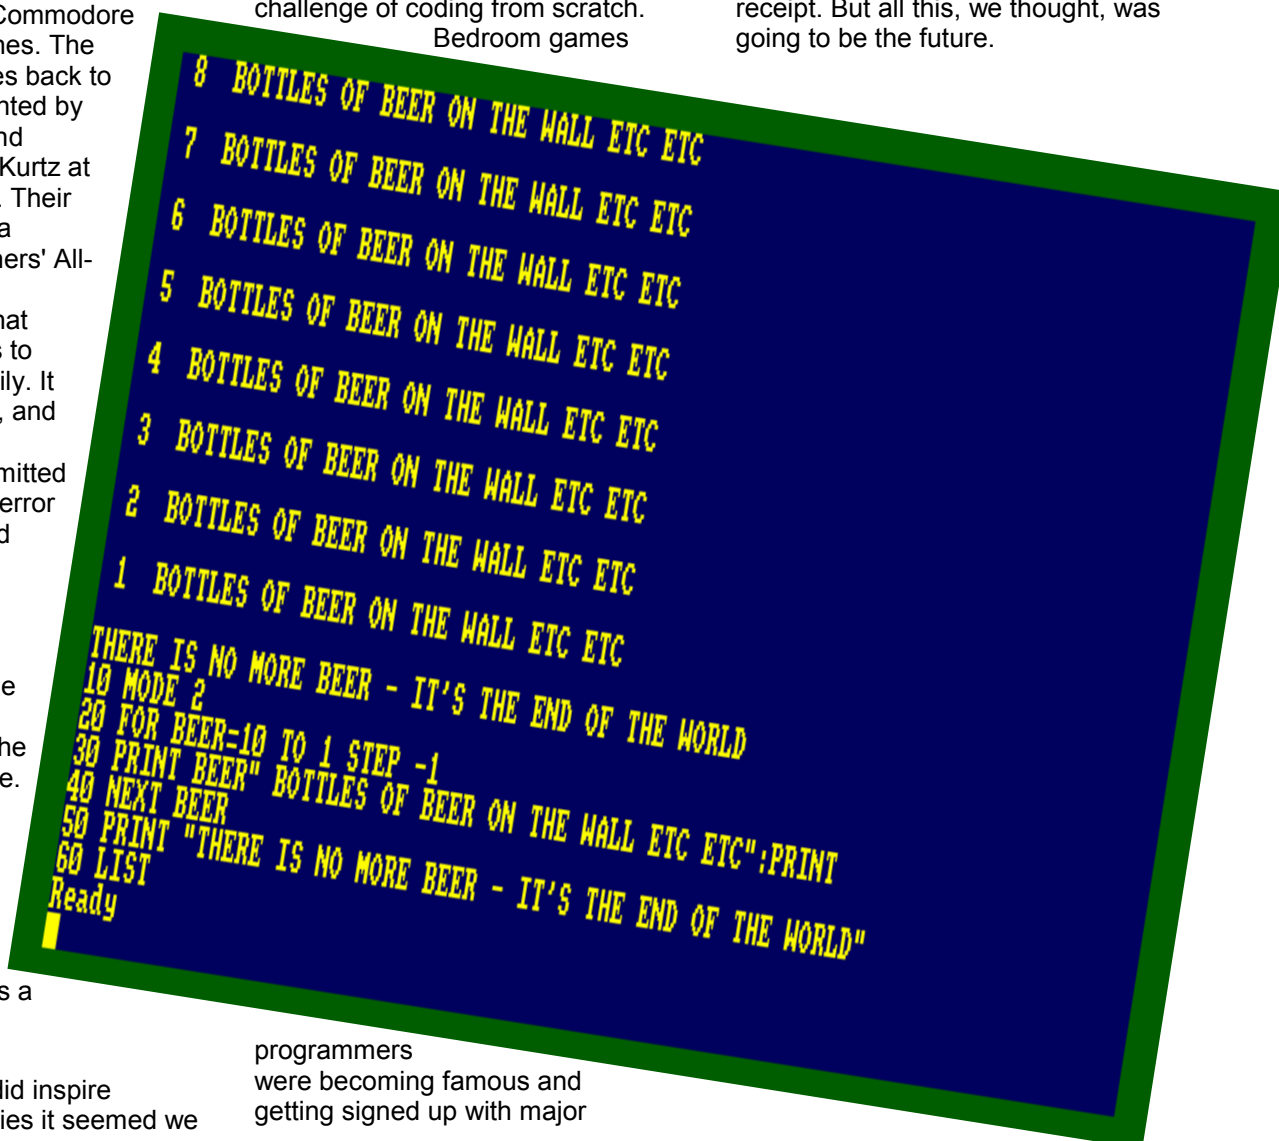 Commodore
nes. The
es back to
nted by
nd
Kurtz at
. Their
a
ners' All-
hat
s to
ily. It
, and
mitted
error
d
e
he
e.
s a
did inspire
ies it seemed we
challenge of coding from scratch.
Bedroom games
8 BOTTLES OF BEER ON THE WALL ETC ETC
7 BOTTLES OF BEER ON THE WALL ETC ETC
6 BOTTLES OF BEER ON THE WALL ETC ETC
5 BOTTLES OF BEER ON THE WALL ETC ETC
4 BOTTLES OF BEER ON THE WALL ETC ETC
3 BOTTLES OF BEER ON THE WALL ETC ETC
2 BOTTLES OF BEER ON THE WALL ETC ETC
1 BOTTLES OF BEER ON THE WALL ETC ETC
THERE IS NO MORE BEER - IT'S THE END OF THE WORLD
10 MODE 2
20 FOR BEER=10 TO 1 STEP -1
30 PRINT BEER" BOTTLES OF BEER ON THE WALL ETC ETC":PRINT
40 NEXT BEER
50 PRINT "THERE IS NO MORE BEER - IT'S THE END OF THE WORLD"
60 LIST
Ready
programmers
were becoming famous and
getting signed up with major
receipt. But all this, we thought, was
going to be the future.